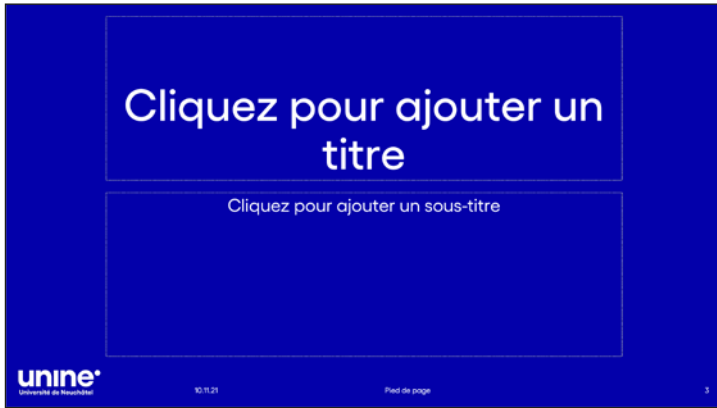 Cliquez pour ajouter un
titre
Cliquez pour ajouter un sous-titre
unine
Université de Neuchâtel
10.11.21
Pied de page
3